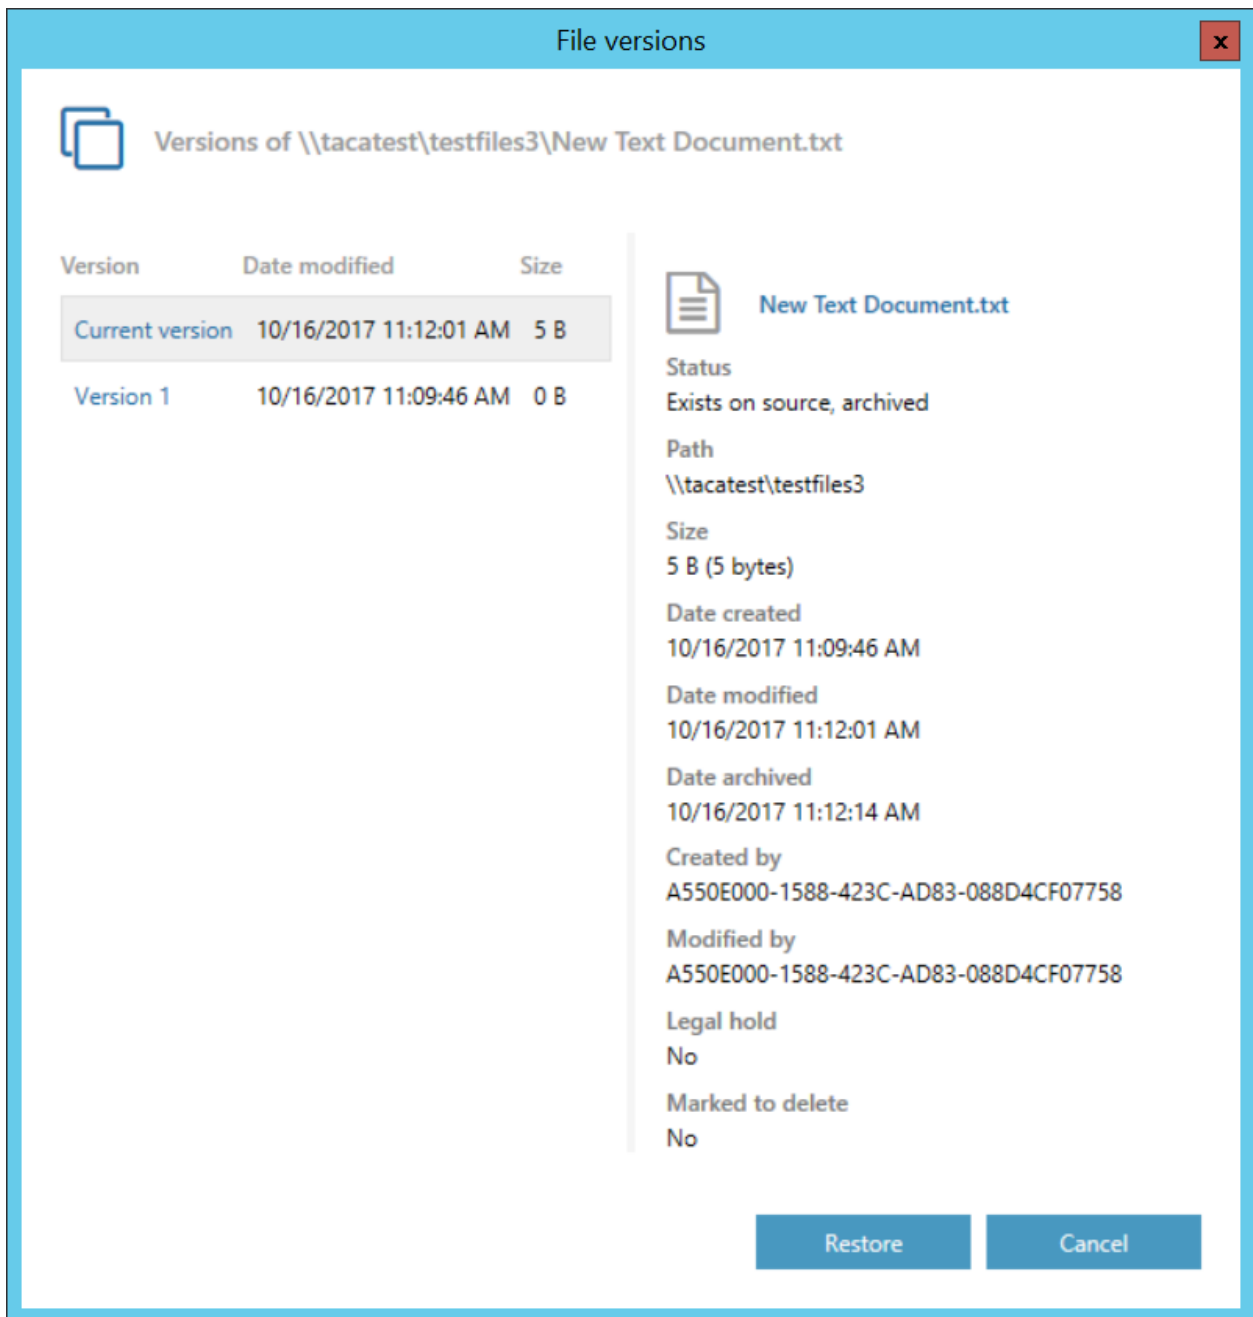 File versions
x
Versions of \\tacatest\testfiles3\New Text Document.txt
Version Date modified Size
Current version 10/16/2017 11:12:01 AM 5 B
Version 1 10/16/2017 11:09:46 AM 0 B
New Text Document.txt
Status
Exists on source, archived
Path
\\tacatest\testfiles3
Size
5 B (5 bytes)
Date created
10/16/2017 11:09:46 AM
Date modified
10/16/2017 11:12:01 AM
Date archived
10/16/2017 11:12:14 AM
Created by
A550E000-1588-423C-AD83-088D4CF07758
Modified by
A550E000-1588-423C-AD83-088D4CF07758
Legal hold
No
Marked to delete
No
Restore Cancel